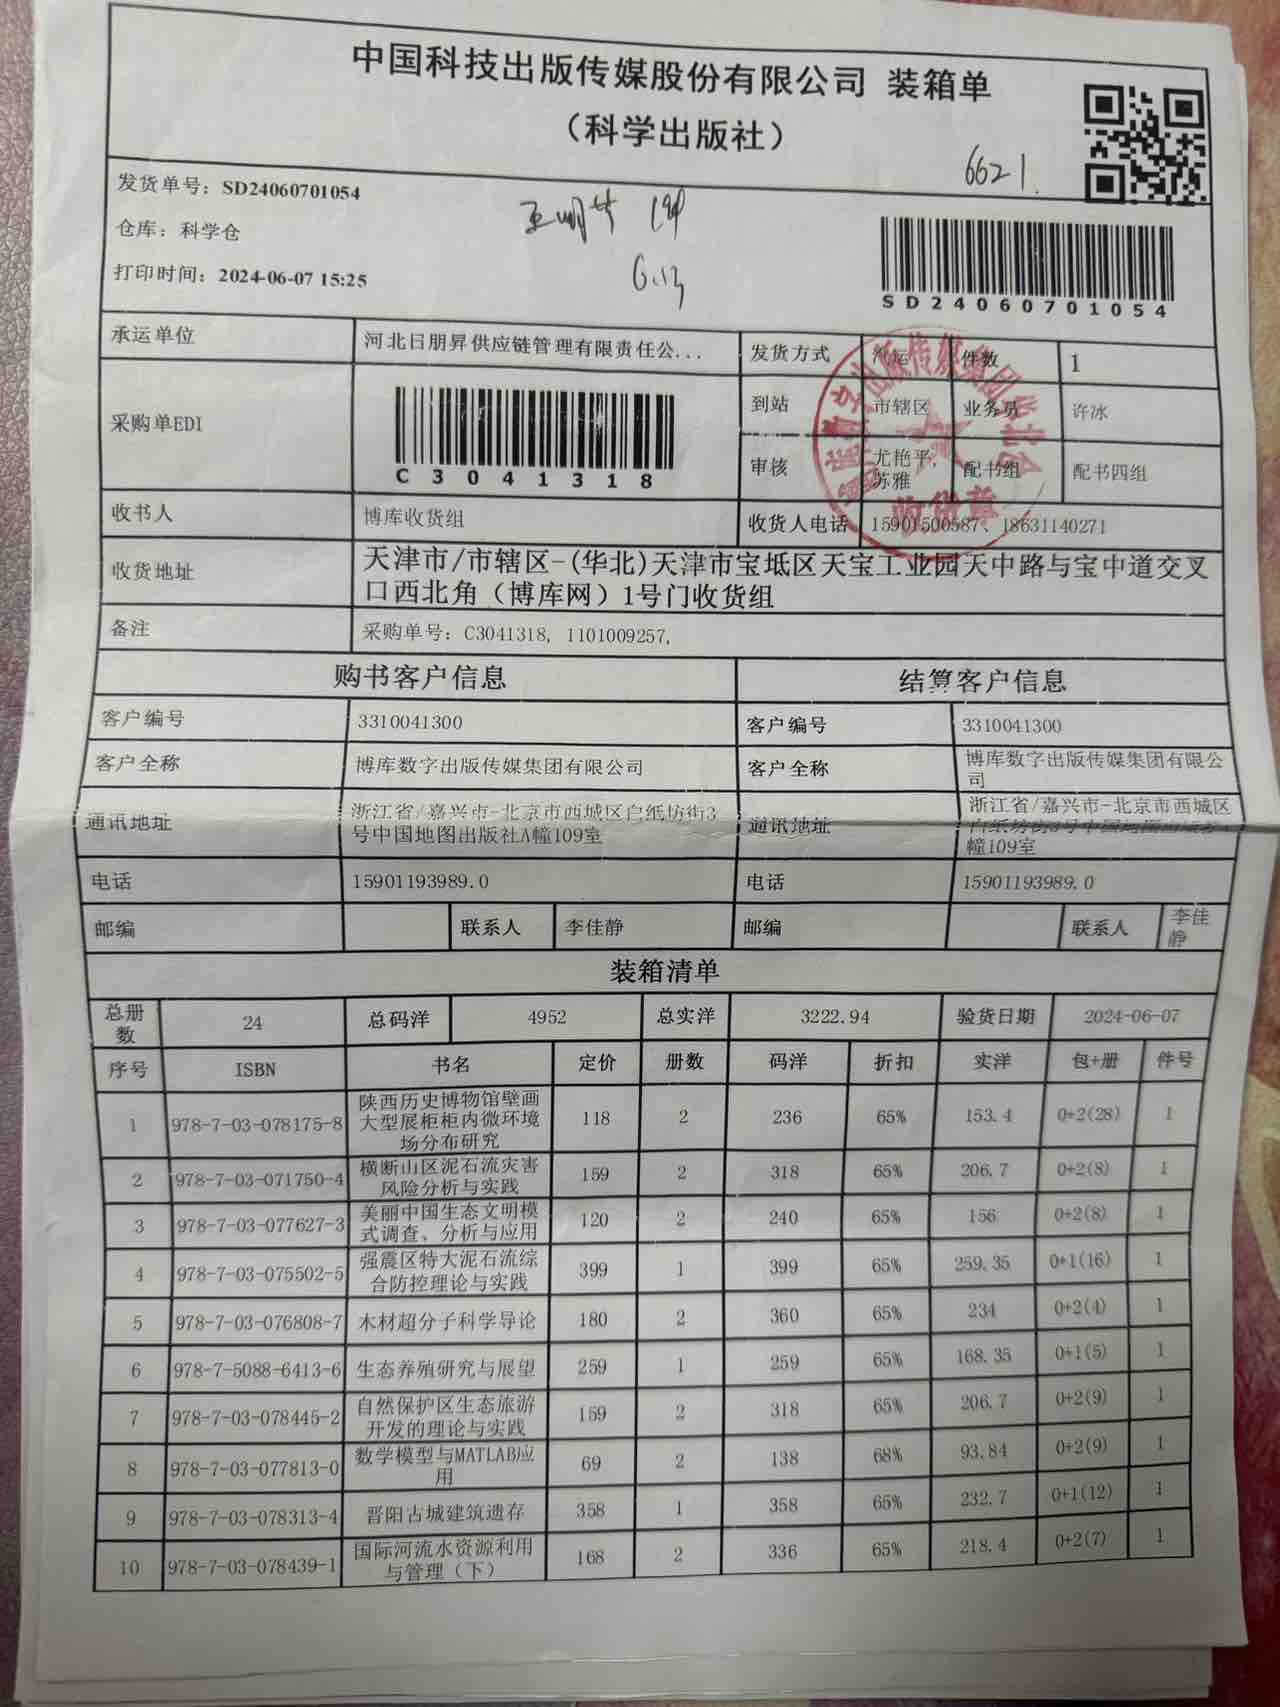 中国科技出版传媒股份有限公司 装箱单
（科学出版社）
6621.
发货单号：SD24060701054
仓库：科学仓
打印时间：2024-06-07 15:25
6.13
SD24060701054
承运单位 河北日朋昇供应链管理有限责任公... 发货方式 汽运 件数 1
采购单EDI C3041318 到站 市辖区 业务员 许冰
审核 尤艳平,苏雅 配书组 配书四组
收书人 博库收货组 收货人电话 15901500587、18631140271
收货地址 天津市/市辖区-(华北)天津市宝坻区天宝工业园天中路与宝中道交叉
口西北角（博库网）1号门收货组
备注 采购单号：C3041318, 1101009257,
收货章
购书客户信息 结算客户信息
客户编号 3310041300 客户编号 3310041300
客户全称 博库数字出版传媒集团有限公司 客户全称 博库数字出版传媒集团有限公司
通讯地址 浙江省/嘉兴市-北京市西城区白纸坊街3号中国地图出版社A幢109室 通讯地址 浙江省/嘉兴市-北京市西城区白纸坊街3号中国地图出版社A幢109室
电话 15901193989.0 电话 15901193989.0
邮编 联系人 李佳静 邮编 联系人 李佳静
装箱清单
总册数 24 总码洋 4952 总实洋 3222.94 验货日期 2024-06-07
序号 ISBN 书名 定价 册数 码洋 折扣 实洋 包+册 件号
1 978-7-03-078175-8 陕西历史博物馆壁画大型展柜柜内微环境场分布研究 118 2 236 65% 153.4 0+2(28) 1
2 978-7-03-071750-4 横断山区泥石流灾害风险分析与实践 159 2 318 65% 206.7 0+2(8) 1
3 978-7-03-077627-3 美丽中国生态文明模式调查、分析与应用 120 2 240 65% 156 0+2(8) 1
4 978-7-03-075502-5 强震区特大泥石流综合防控理论与实践 399 1 399 65% 259.35 0+1(16) 1
5 978-7-03-076808-7 木材超分子科学导论 180 2 360 65% 234 0+2(4) 1
6 978-7-5088-6413-6 生态养殖研究与展望 259 1 259 65% 168.35 0+1(5) 1
7 978-7-03-078445-2 自然保护区生态旅游开发的理论与实践 159 2 318 65% 206.7 0+2(9) 1
8 978-7-03-077813-0 数学模型与MATLAB应用 69 2 138 68% 93.84 0+2(9) 1
9 978-7-03-078313-4 晋阳古城建筑遗存 358 1 358 65% 232.7 0+1(12) 1
10 978-7-03-078439-1 国际河流水资源利用与管理（下） 168 2 336 65% 218.4 0+2(7) 1